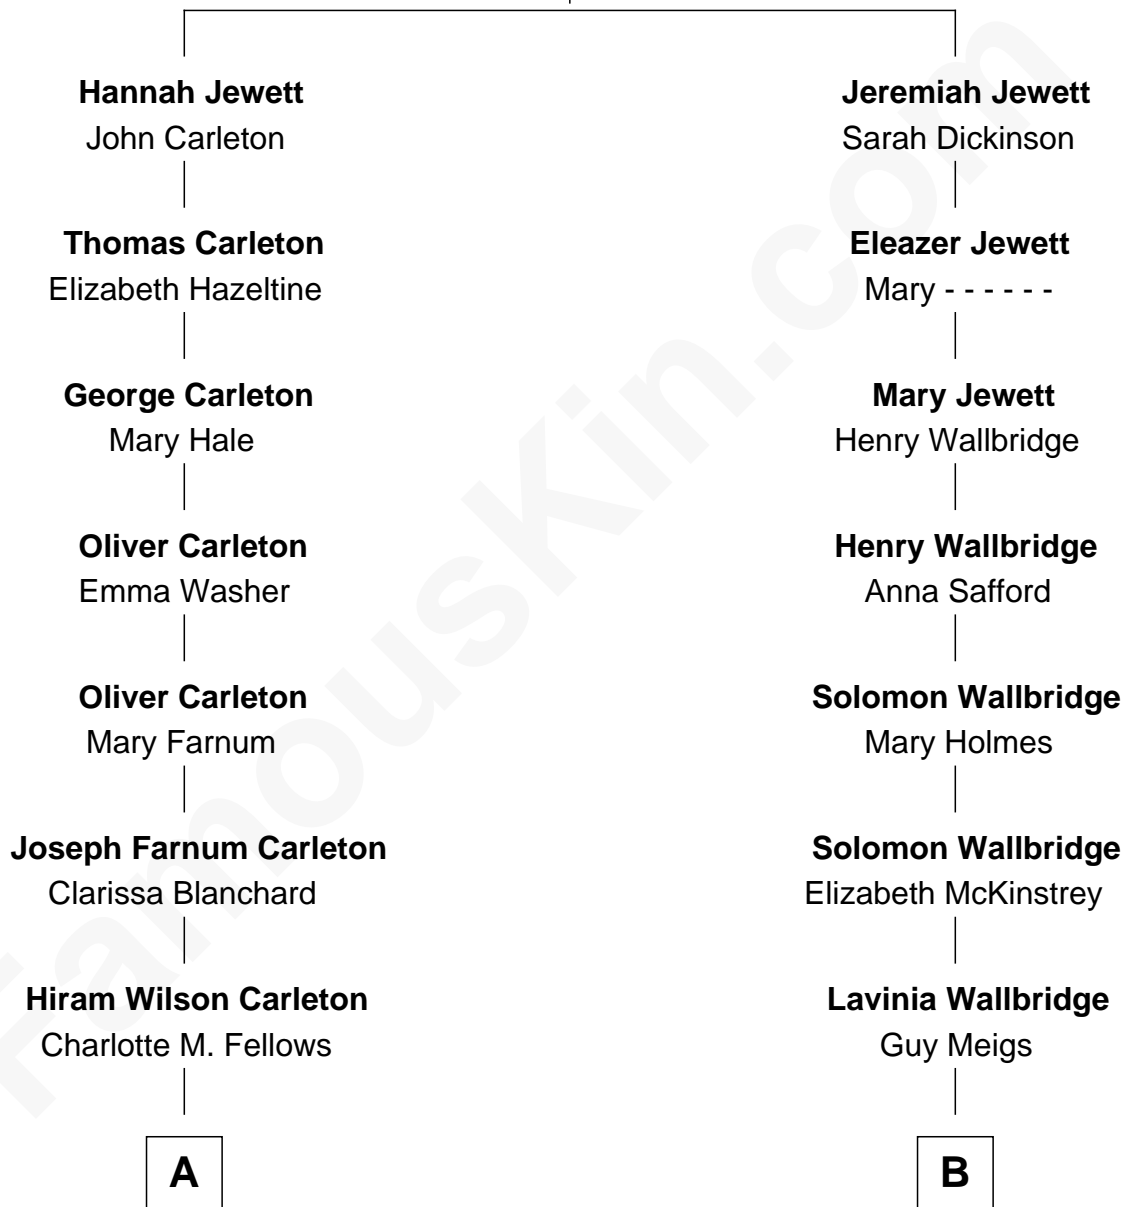 Hannah Jewett
John Carleton
Thomas Carleton
Elizabeth Hazeltine
George Carleton
Mary Hale
Oliver Carleton
Emma Washer
Oliver Carleton
Mary Farnum
Joseph Farnum Carleton
Clarissa Blanchard
Hiram Wilson Carleton
Charlotte M. Fellows
A
Jeremiah Jewett
Sarah Dickinson
Eleazer Jewett
Mary - - - - - -
Mary Jewett
Henry Wallbridge
Henry Wallbridge
Anna Safford
Solomon Wallbridge
Mary Holmes
Solomon Wallbridge
Elizabeth McKinstrey
Lavinia Wallbridge
Guy Meigs
B
FamousKin.com